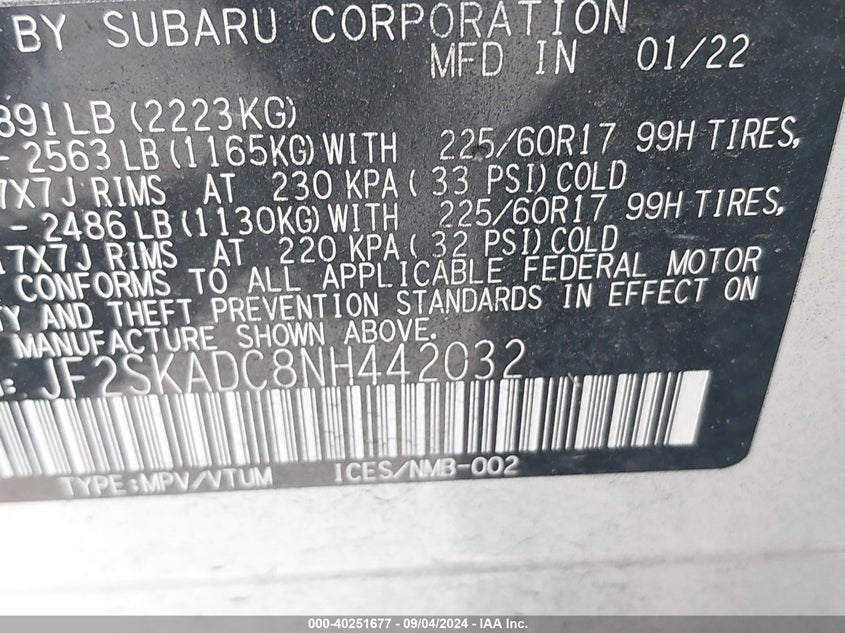 BY SUBARU CORPORATION
MFD IN 01/22
891LB (2223KG)
- 2563 LB (1165KG) WITH 225/60R17 99H TIRES,
7X7J RIMS AT 230 KPA ( 33 PSI) COLD
- 2486 LB (1130KG) WITH 225/60R17 99H TIRES,
17X7J RIMS AT 220 KPA ( 32 PSI) COLD
CONFORMS TO ALL APPLICABLE FEDERAL MOTOR
TY AND THEFT PREVENTION STANDARDS IN EFFECT ON
MANUFACTURE SHOWN ABOVE.
: JF2SKADC8NH442032
TYPE:MPV/VTUM ICES/NMB-002
000-40251677 - 09/04/2024 - IAA Inc.